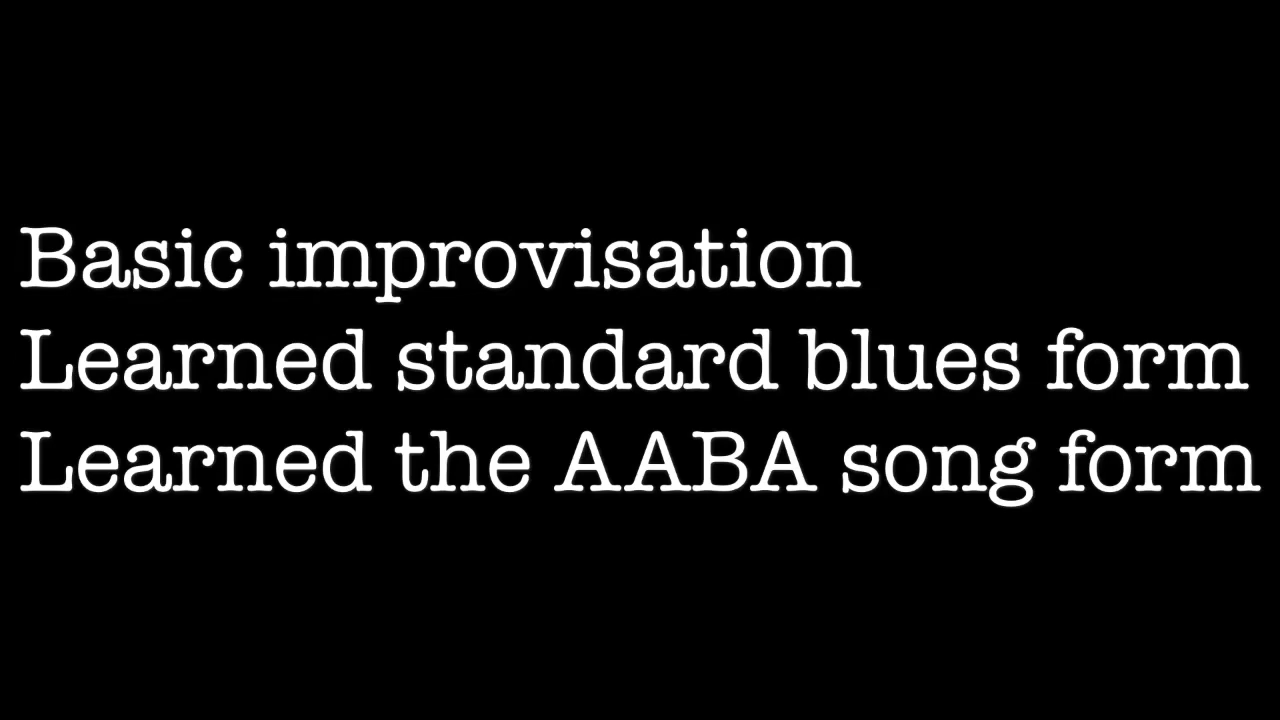 Basic improvisation
Learned standard blues form
Learned the AABA song form